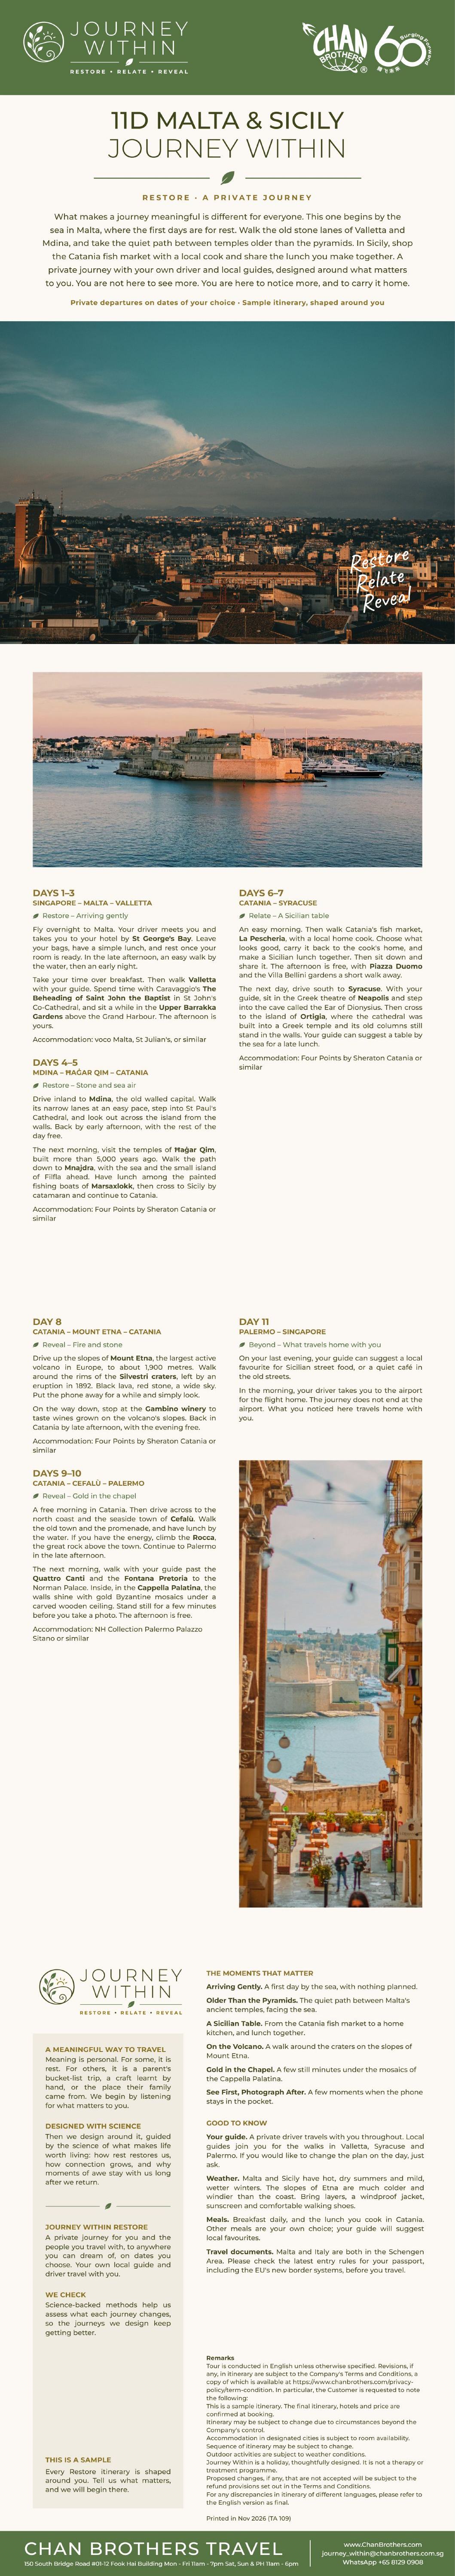 JOURNEY
WITHIN
RESTORE • RELATE • REVEAL
CHAN
BROTHERS®
60
Surging Forward
11D MALTA & SICILY
JOURNEY WITHIN
RESTORE · A PRIVATE JOURNEY
What makes a journey meaningful is different for everyone. This one begins by the
sea in Malta, where the first days are for rest. Walk the old stone lanes of Valletta and
Mdina, and take the quiet path between temples older than the pyramids. In Sicily, shop
the Catania fish market with a local cook and share the lunch you make together. A
private journey with your own driver and local guides, designed around what matters
to you. You are not here to see more. You are here to notice more, and to carry it home.
Private departures on dates of your choice · Sample itinerary, shaped around you
Restore
Relate
Reveal
DAYS 1–3
SINGAPORE – MALTA – VALLETTA
Restore – Arriving gently
Fly overnight to Malta. Your driver meets you and
takes you to your hotel by St George's Bay. Leave
your bags, have a simple lunch, and rest once your
room is ready. In the late afternoon, an easy walk by
the water, then an early night.
Take your time over breakfast. Then walk Valletta
with your guide. Spend time with Caravaggio's The
Beheading of Saint John the Baptist in St John's
Co-Cathedral, and sit a while in the Upper Barrakka
Gardens above the Grand Harbour. The afternoon is
yours.
Accommodation: voco Malta, St Julian's, or similar
DAYS 4–5
MDINA – ĦAĠAR QIM – CATANIA
Restore – Stone and sea air
Drive inland to Mdina, the old walled capital. Walk
its narrow lanes at an easy pace, step into St Paul's
Cathedral, and look out across the island from the
walls. Back by early afternoon, with the rest of the
day free.
The next morning, visit the temples of Ħaġar Qim,
built more than 5,000 years ago. Walk the path
down to Mnajdra, with the sea and the small island
of Filfla ahead. Have lunch among the painted
fishing boats of Marsaxlokk, then cross to Sicily by
catamaran and continue to Catania.
Accommodation: Four Points by Sheraton Catania or
similar
DAYS 6–7
CATANIA – SYRACUSE
Relate – A Sicilian table
An easy morning. Then walk Catania's fish market,
La Pescheria, with a local home cook. Choose what
looks good, carry it back to the cook's home, and
make a Sicilian lunch together. Then sit down and
share it. The afternoon is free, with Piazza Duomo
and the Villa Bellini gardens a short walk away.
The next day, drive south to Syracuse. With your
guide, sit in the Greek theatre of Neapolis and step
into the cave called the Ear of Dionysius. Then cross
to the island of Ortigia, where the cathedral was
built into a Greek temple and its old columns still
stand in the walls. Your guide can suggest a table by
the sea for a late lunch.
Accommodation: Four Points by Sheraton Catania or
similar
DAY 8
CATANIA – MOUNT ETNA – CATANIA
Reveal – Fire and stone
Drive up the slopes of Mount Etna, the largest active
volcano in Europe, to about 1,900 metres. Walk
around the rims of the Silvestri craters, left by an
eruption in 1892. Black lava, red stone, a wide sky.
Put the phone away for a while and simply look.
On the way down, stop at the Gambino winery to
taste wines grown on the volcano's slopes. Back in
Catania by late afternoon, with the evening free.
Accommodation: Four Points by Sheraton Catania or
similar
DAYS 9–10
CATANIA – CEFALÙ – PALERMO
Reveal – Gold in the chapel
A free morning in Catania. Then drive across to the
north coast and the seaside town of Cefalù. Walk
the old town and the promenade, and have lunch by
the water. If you have the energy, climb the Rocca,
the great rock above the town. Continue to Palermo
in the late afternoon.
The next morning, walk with your guide past the
Quattro Canti and the Fontana Pretoria to the
Norman Palace. Inside, in the Cappella Palatina, the
walls shine with gold Byzantine mosaics under a
carved wooden ceiling. Stand still for a few minutes
before you take a photo. The afternoon is free.
Accommodation: NH Collection Palermo Palazzo
Sitano or similar
DAY 11
PALERMO – SINGAPORE
Beyond – What travels home with you
On your last evening, your guide can suggest a local
favourite for Sicilian street food, or a quiet café in
the old streets.
In the morning, your driver takes you to the airport
for the flight home. The journey does not end at the
airport. What you noticed here travels home with
you.
JOURNEY
WITHIN
RESTORE • RELATE • REVEAL
A MEANINGFUL WAY TO TRAVEL
Meaning is personal. For some, it is
rest. For others, it is a parent's
bucket-list trip, a craft learnt by
hand, or the place their family
came from. We begin by listening
for what matters to you.
DESIGNED WITH SCIENCE
Then we design around it, guided
by the science of what makes life
worth living: how rest restores us,
how connection grows, and why
moments of awe stay with us long
after we return.
JOURNEY WITHIN RESTORE
A private journey for you and the
people you travel with, to anywhere
you can dream of, on dates you
choose. Your own local guide and
driver travel with you.
WE CHECK
Science-backed methods help us
assess what each journey changes,
so the journeys we design keep
getting better.
THIS IS A SAMPLE
Every Restore itinerary is shaped
around you. Tell us what matters,
and we will begin there.
THE MOMENTS THAT MATTER
Arriving Gently. A first day by the sea, with nothing planned.
Older Than the Pyramids. The quiet path between Malta's
ancient temples, facing the sea.
A Sicilian Table. From the Catania fish market to a home
kitchen, and lunch together.
On the Volcano. A walk around the craters on the slopes of
Mount Etna.
Gold in the Chapel. A few still minutes under the mosaics of
the Cappella Palatina.
See First, Photograph After. A few moments when the phone
stays in the pocket.
GOOD TO KNOW
Your guide. A private driver travels with you throughout. Local
guides join you for the walks in Valletta, Syracuse and
Palermo. If you would like to change the plan on the day, just
ask.
Weather. Malta and Sicily have hot, dry summers and mild,
wetter winters. The slopes of Etna are much colder and
windier than the coast. Bring layers, a windproof jacket,
sunscreen and comfortable walking shoes.
Meals. Breakfast daily, and the lunch you cook in Catania.
Other meals are your own choice; your guide will suggest
local favourites.
Travel documents. Malta and Italy are both in the Schengen
Area. Please check the latest entry rules for your passport,
including the EU's new border systems, before you travel.
Remarks
Tour is conducted in English unless otherwise specified. Revisions, if
any, in itinerary are subject to the Company's Terms and Conditions, a
copy of which is available at https://www.chanbrothers.com/privacy-
policy/term-condition. In particular, the Customer is requested to note
the following:
This is a sample itinerary. The final itinerary, hotels and price are
confirmed at booking.
Itinerary may be subject to change due to circumstances beyond the
Company's control.
Accommodation in designated cities is subject to room availability.
Sequence of itinerary may be subject to change.
Outdoor activities are subject to weather conditions.
Journey Within is a holiday, thoughtfully designed. It is not a therapy or
treatment programme.
Proposed changes, if any, that are not accepted will be subject to the
refund provisions set out in the Terms and Conditions.
For any discrepancies in itinerary of different languages, please refer to
the English version as final.
Printed in Nov 2026 (TA 109)
CHAN BROTHERS TRAVEL
150 South Bridge Road #01-12 Fook Hai Building Mon - Fri 11am - 7pm Sat, Sun & PH 11am - 6pm
www.ChanBrothers.com
journey_within@chanbrothers.com.sg
WhatsApp +65 8129 0908